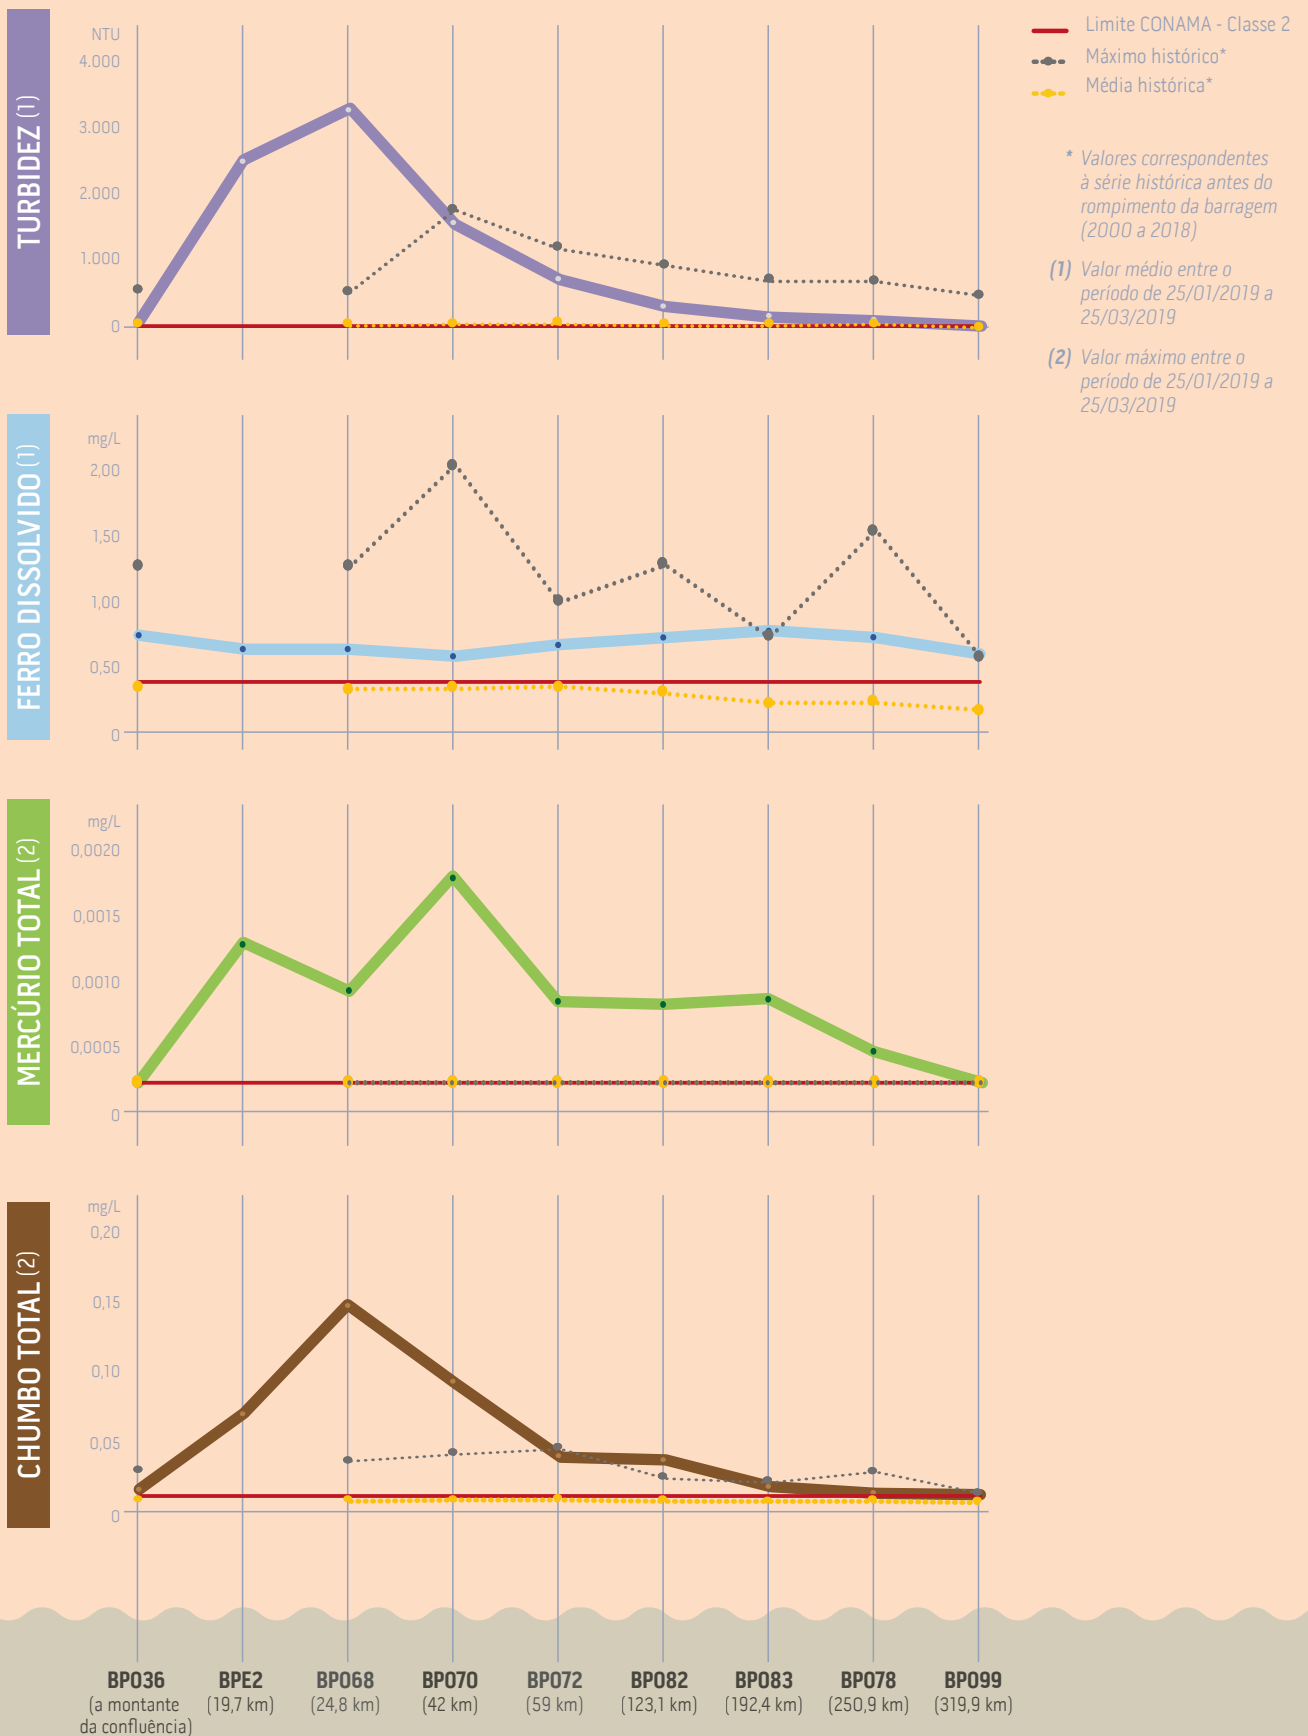 TURBIDEZ (1)
NTU
4.000
3.000
2.000
1.000
0
Limite CONAMA - Classe 2
Máximo histórico*
Média histórica*
* Valores correspondentes
à série histórica antes do
rompimento da barragem
(2000 a 2018)
(1) Valor médio entre o
período de 25/01/2019 a
25/03/2019
(2) Valor máximo entre o
período de 25/01/2019 a
25/03/2019
FERRO DISSOLVIDO (1)
mg/L
2,00
1,50
1,00
0,50
0
MERCÚRIO TOTAL (2)
mg/L
0,0020
0,0015
0,0010
0,0005
0
CHUMBO TOTAL (2)
mg/L
0,20
0,15
0,10
0,05
0
BP036 BPE2 BP068 BP070 BP072 BP082 BP083 BP078 BP099
(a montante (19,7 km) (24,8 km) (42 km) (59 km) (123,1 km) (192,4 km) (250,9 km) (319,9 km)
da confluência)